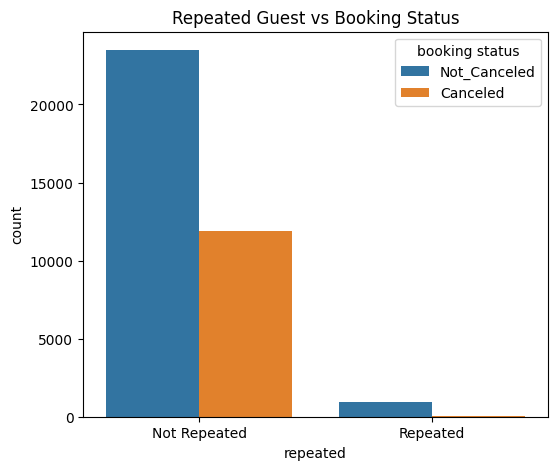 Repeated Guest vs Booking Status
booking status
Not_Canceled
Canceled
20000
15000
10000
5000
0
count
Not Repeated
Repeated
repeated